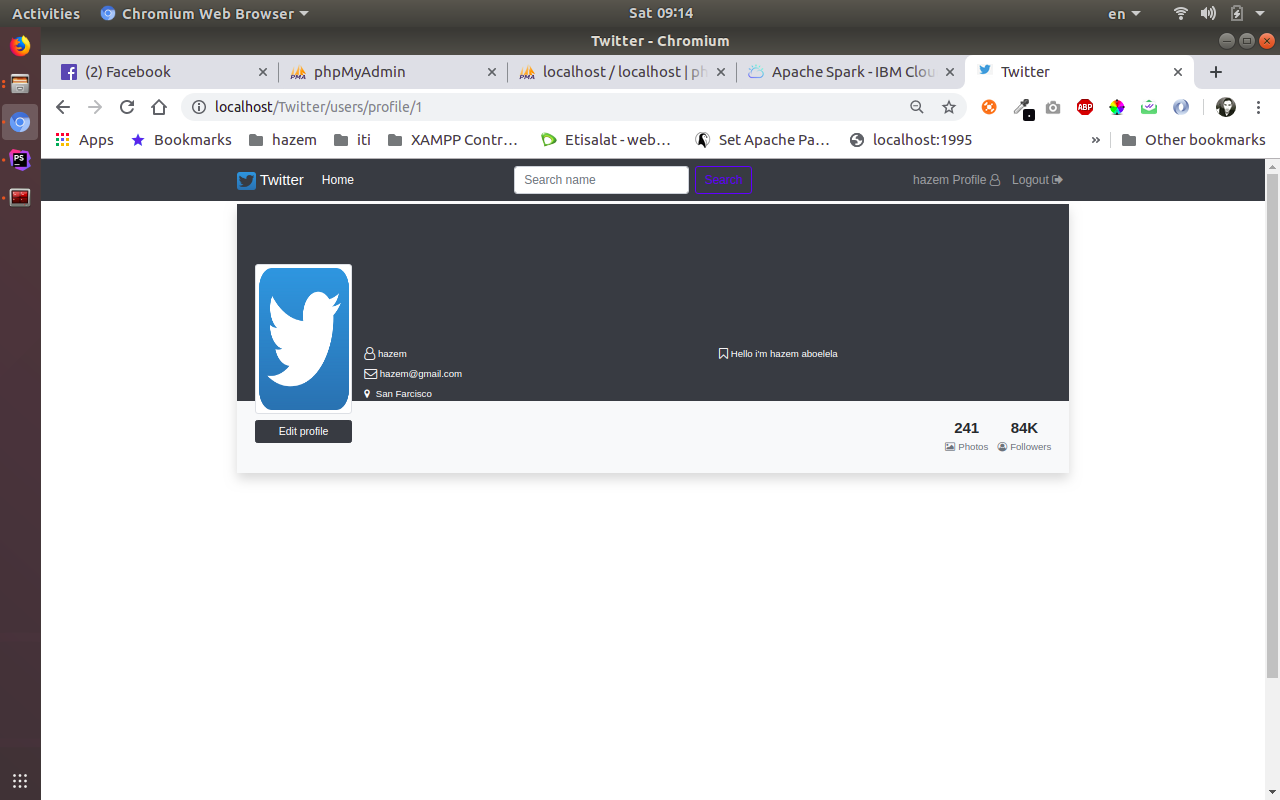 Activities Chromium Web Browser Sat 09:14 en
Twitter - Chromium
(2) Facebook phpMyAdmin localhost / localhost | ph Apache Spark - IBM Clou Twitter
localhost/Twitter/users/profile/1 ABP
Apps Bookmarks hazem iti XAMPP Contr… Etisalat - web… Set Apache Pa… localhost:1995 » Other bookmarks
Twitter Home Search name Search hazem Profile Logout
hazem Hello i'm hazem aboelela
hazem@gmail.com
San Farcisco
Edit profile 241 84K
Photos Followers